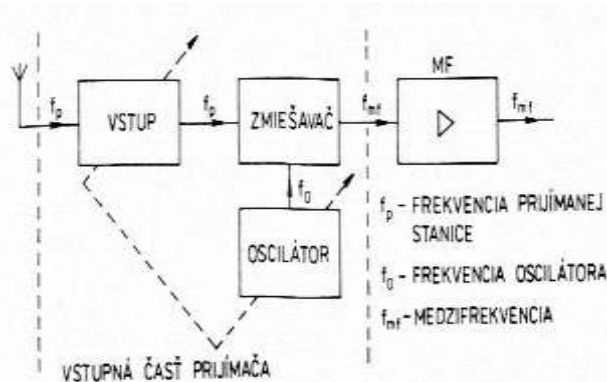 MF
f_p
VSTUP
f_p
ZMIEŠAVAČ
f_mf
f_mf
f_0
OSCILÁTOR
f_p - FREKVENCIA PRIJÍMANEJ
STANICE
f_0 - FREKVENCIA OSCILÁTORA
f_mf - MEDZIFREKVENCIA
VSTUPNÁ ČASŤ PRIJÍMAČA